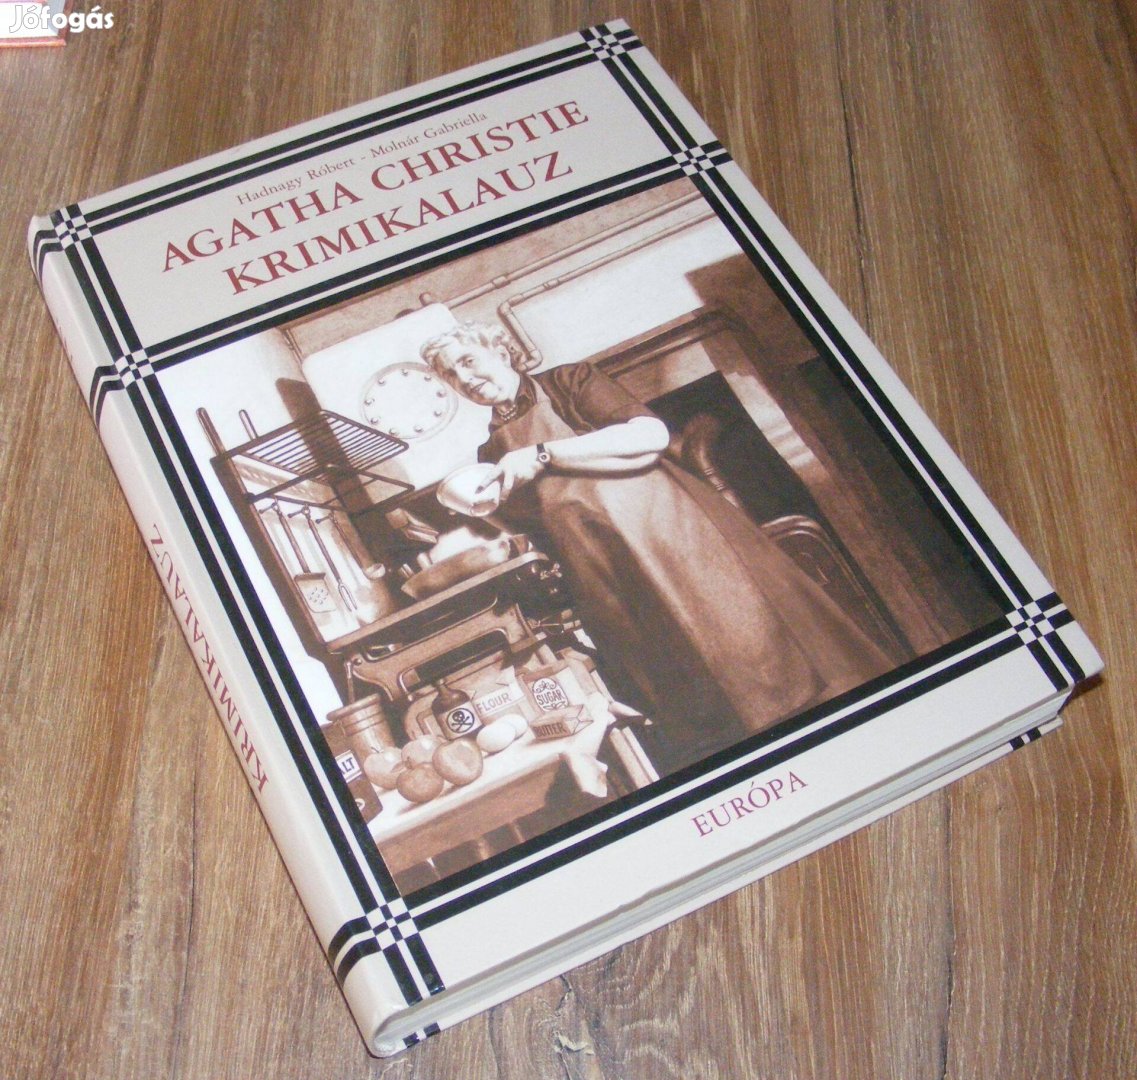 Jófogás
Hadnagy Róbert - Molnár Gabriella
AGATHA CHRISTIE
KRIMIKALAUZ
FLOUR
SUGAR
BUTTER
EURÓPA
KRIMIKALAUZ